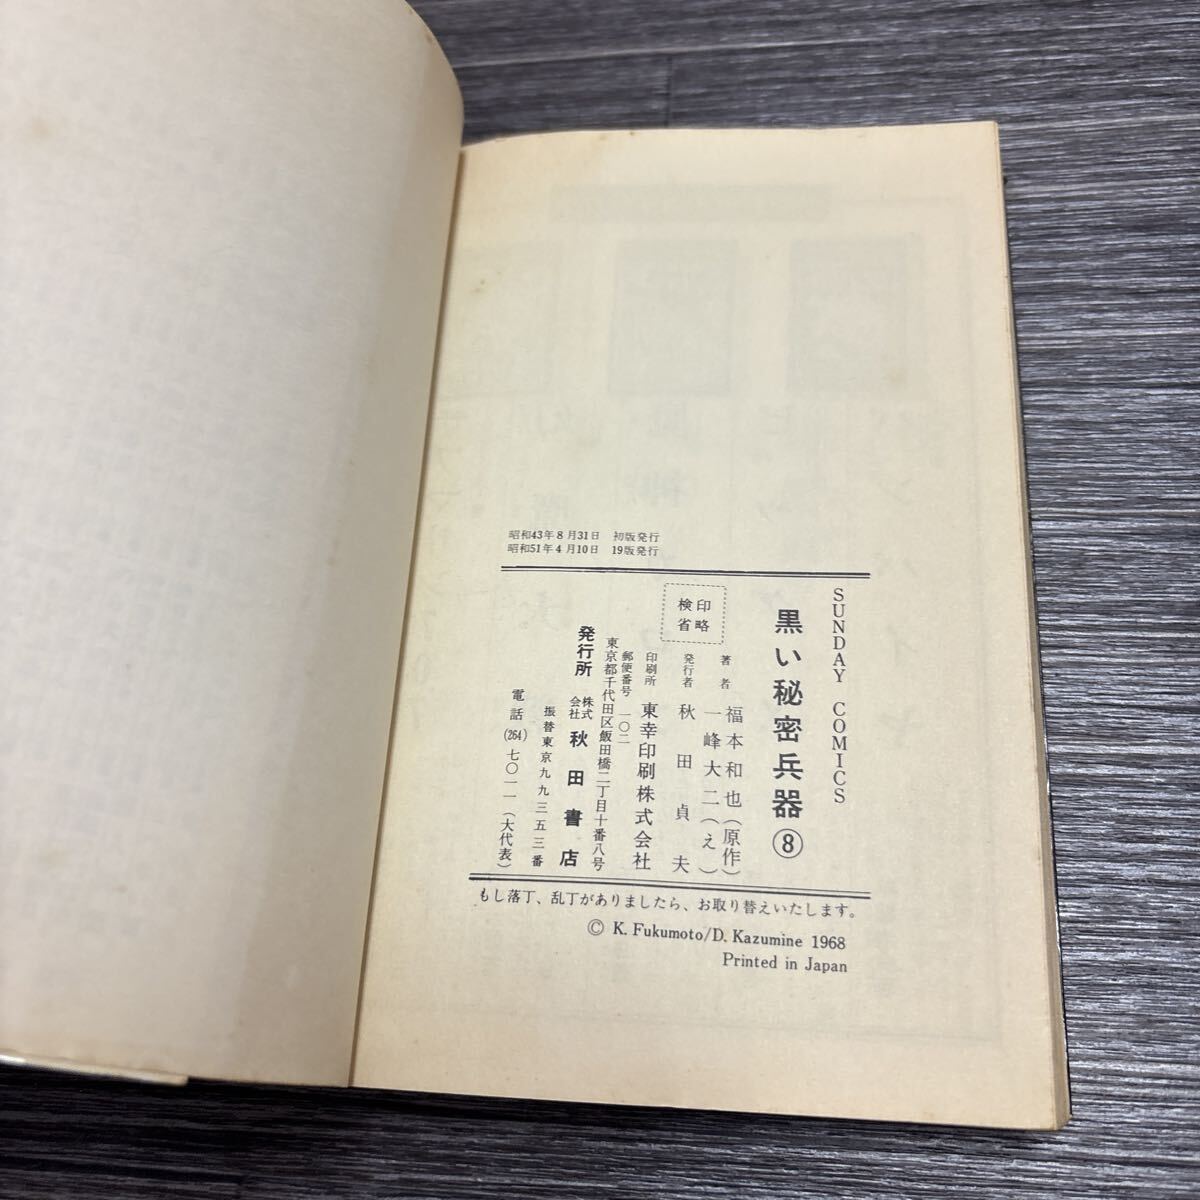 昭和43年8月31日 初版発行
昭和51年4月10日 19版発行
SUNDAY COMICS
黒い秘密兵器⑧
著者 福本和也(原作)
一峰大二(え)
発行者 秋田貞夫
印刷所 東幸印刷株式会社
郵便番号 一〇二
東京都千代田区飯田橋二丁目十番八号
発行所 株式会社 秋田書店
振替東京九九三五三番
電話(264)七〇一一(大代表)
印略
検省
もし落丁、乱丁がありましたら、お取り替えいたします。
© K. Fukumoto/D. Kazumine 1968
Printed in Japan